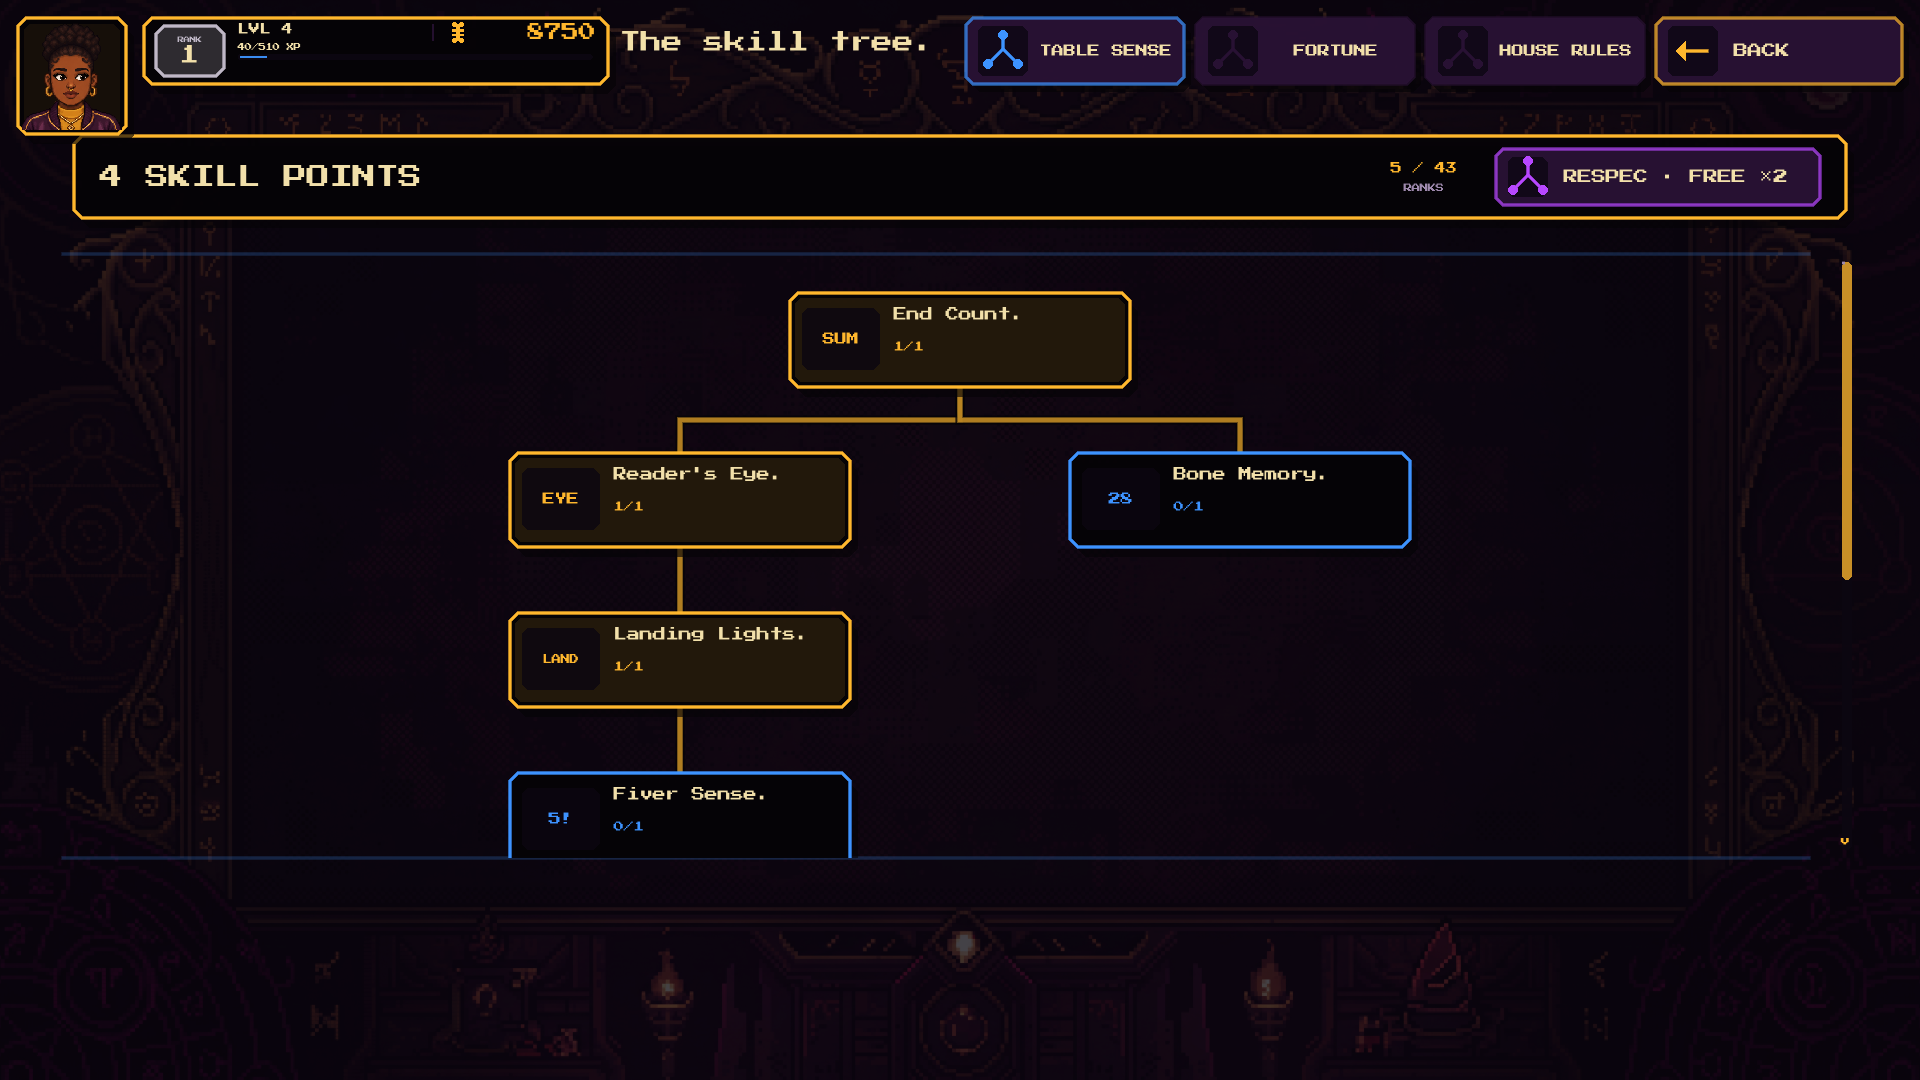 RANK
1
LVL 4
40/510 XP
8750
The skill tree.
TABLE SENSE
FORTUNE
HOUSE RULES
BACK
4 SKILL POINTS
5 / 43
RANKS
RESPEC · FREE ×2
SUM
End Count.
1/1
EYE
Reader's Eye.
1/1
28
Bone Memory.
0/1
LAND
Landing Lights.
1/1
5!
Fiver Sense.
0/1